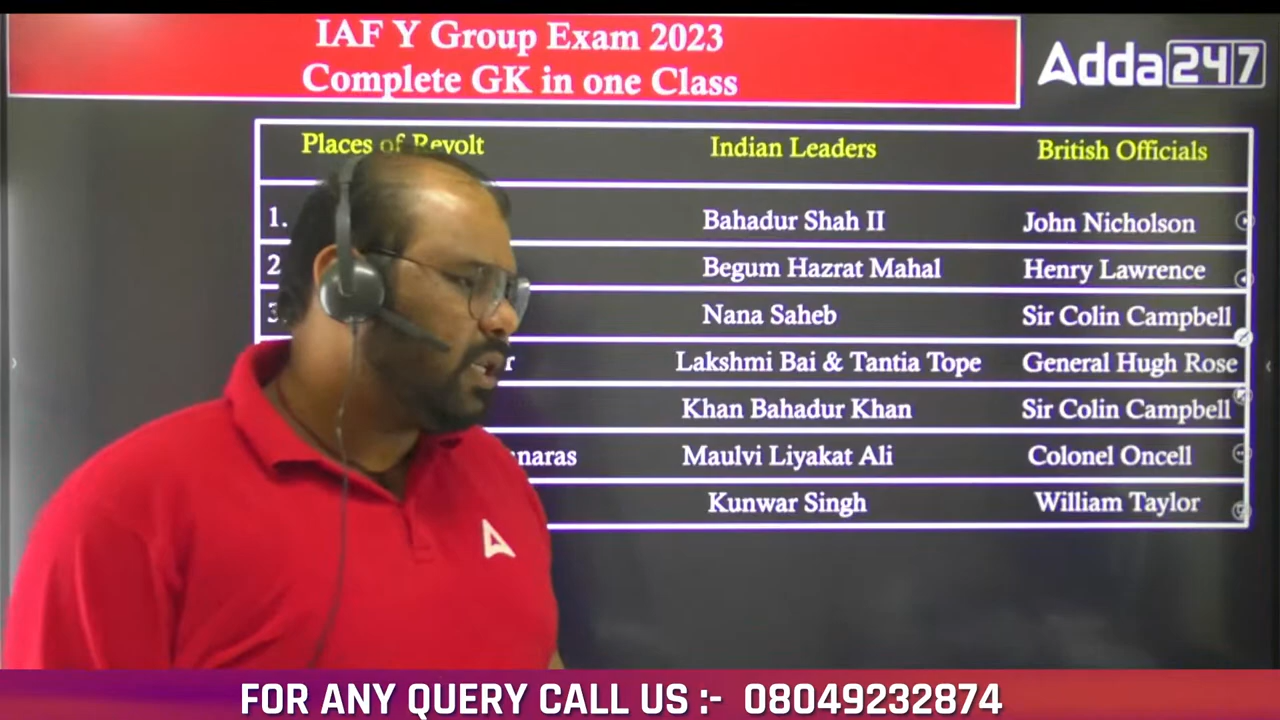 IAF Y Group Exam 2023
Complete GK in one Class
Adda247
Places of Revolt Indian Leaders British Officials
1. Bahadur Shah II John Nicholson
2 Begum Hazrat Mahal Henry Lawrence
3. Nana Saheb Sir Colin Campbell
r Lakshmi Bai & Tantia Tope General Hugh Rose
Khan Bahadur Khan Sir Colin Campbell
naras Maulvi Liyakat Ali Colonel Oncell
Kunwar Singh William Taylor
FOR ANY QUERY CALL US :- 08049232874